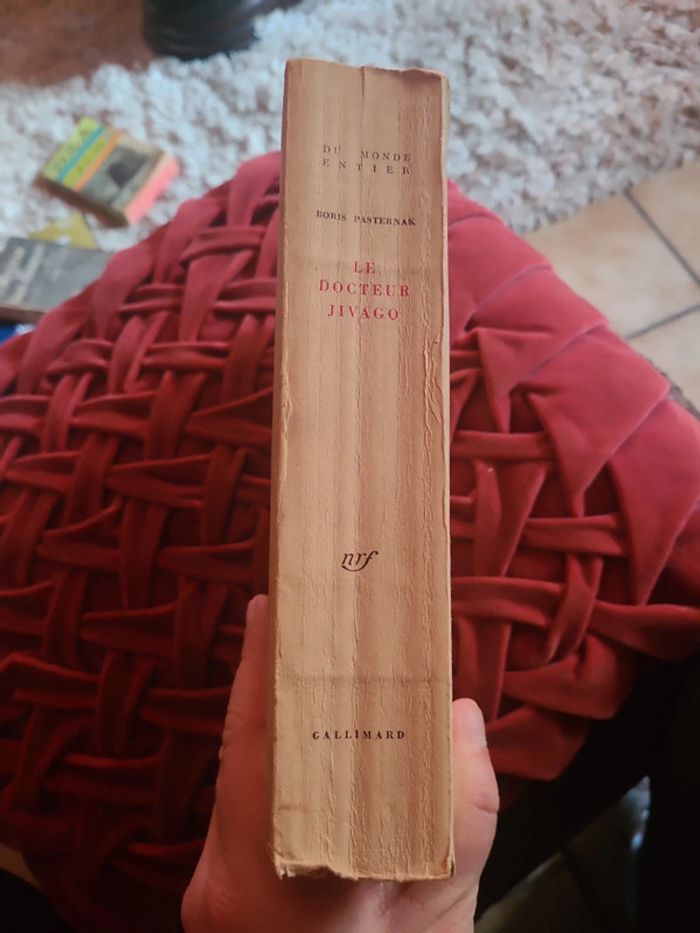 DU MONDE
ENTIER
BORIS PASTERNAK
LE
DOCTEUR
JIVAGO
nrf
GALLIMARD